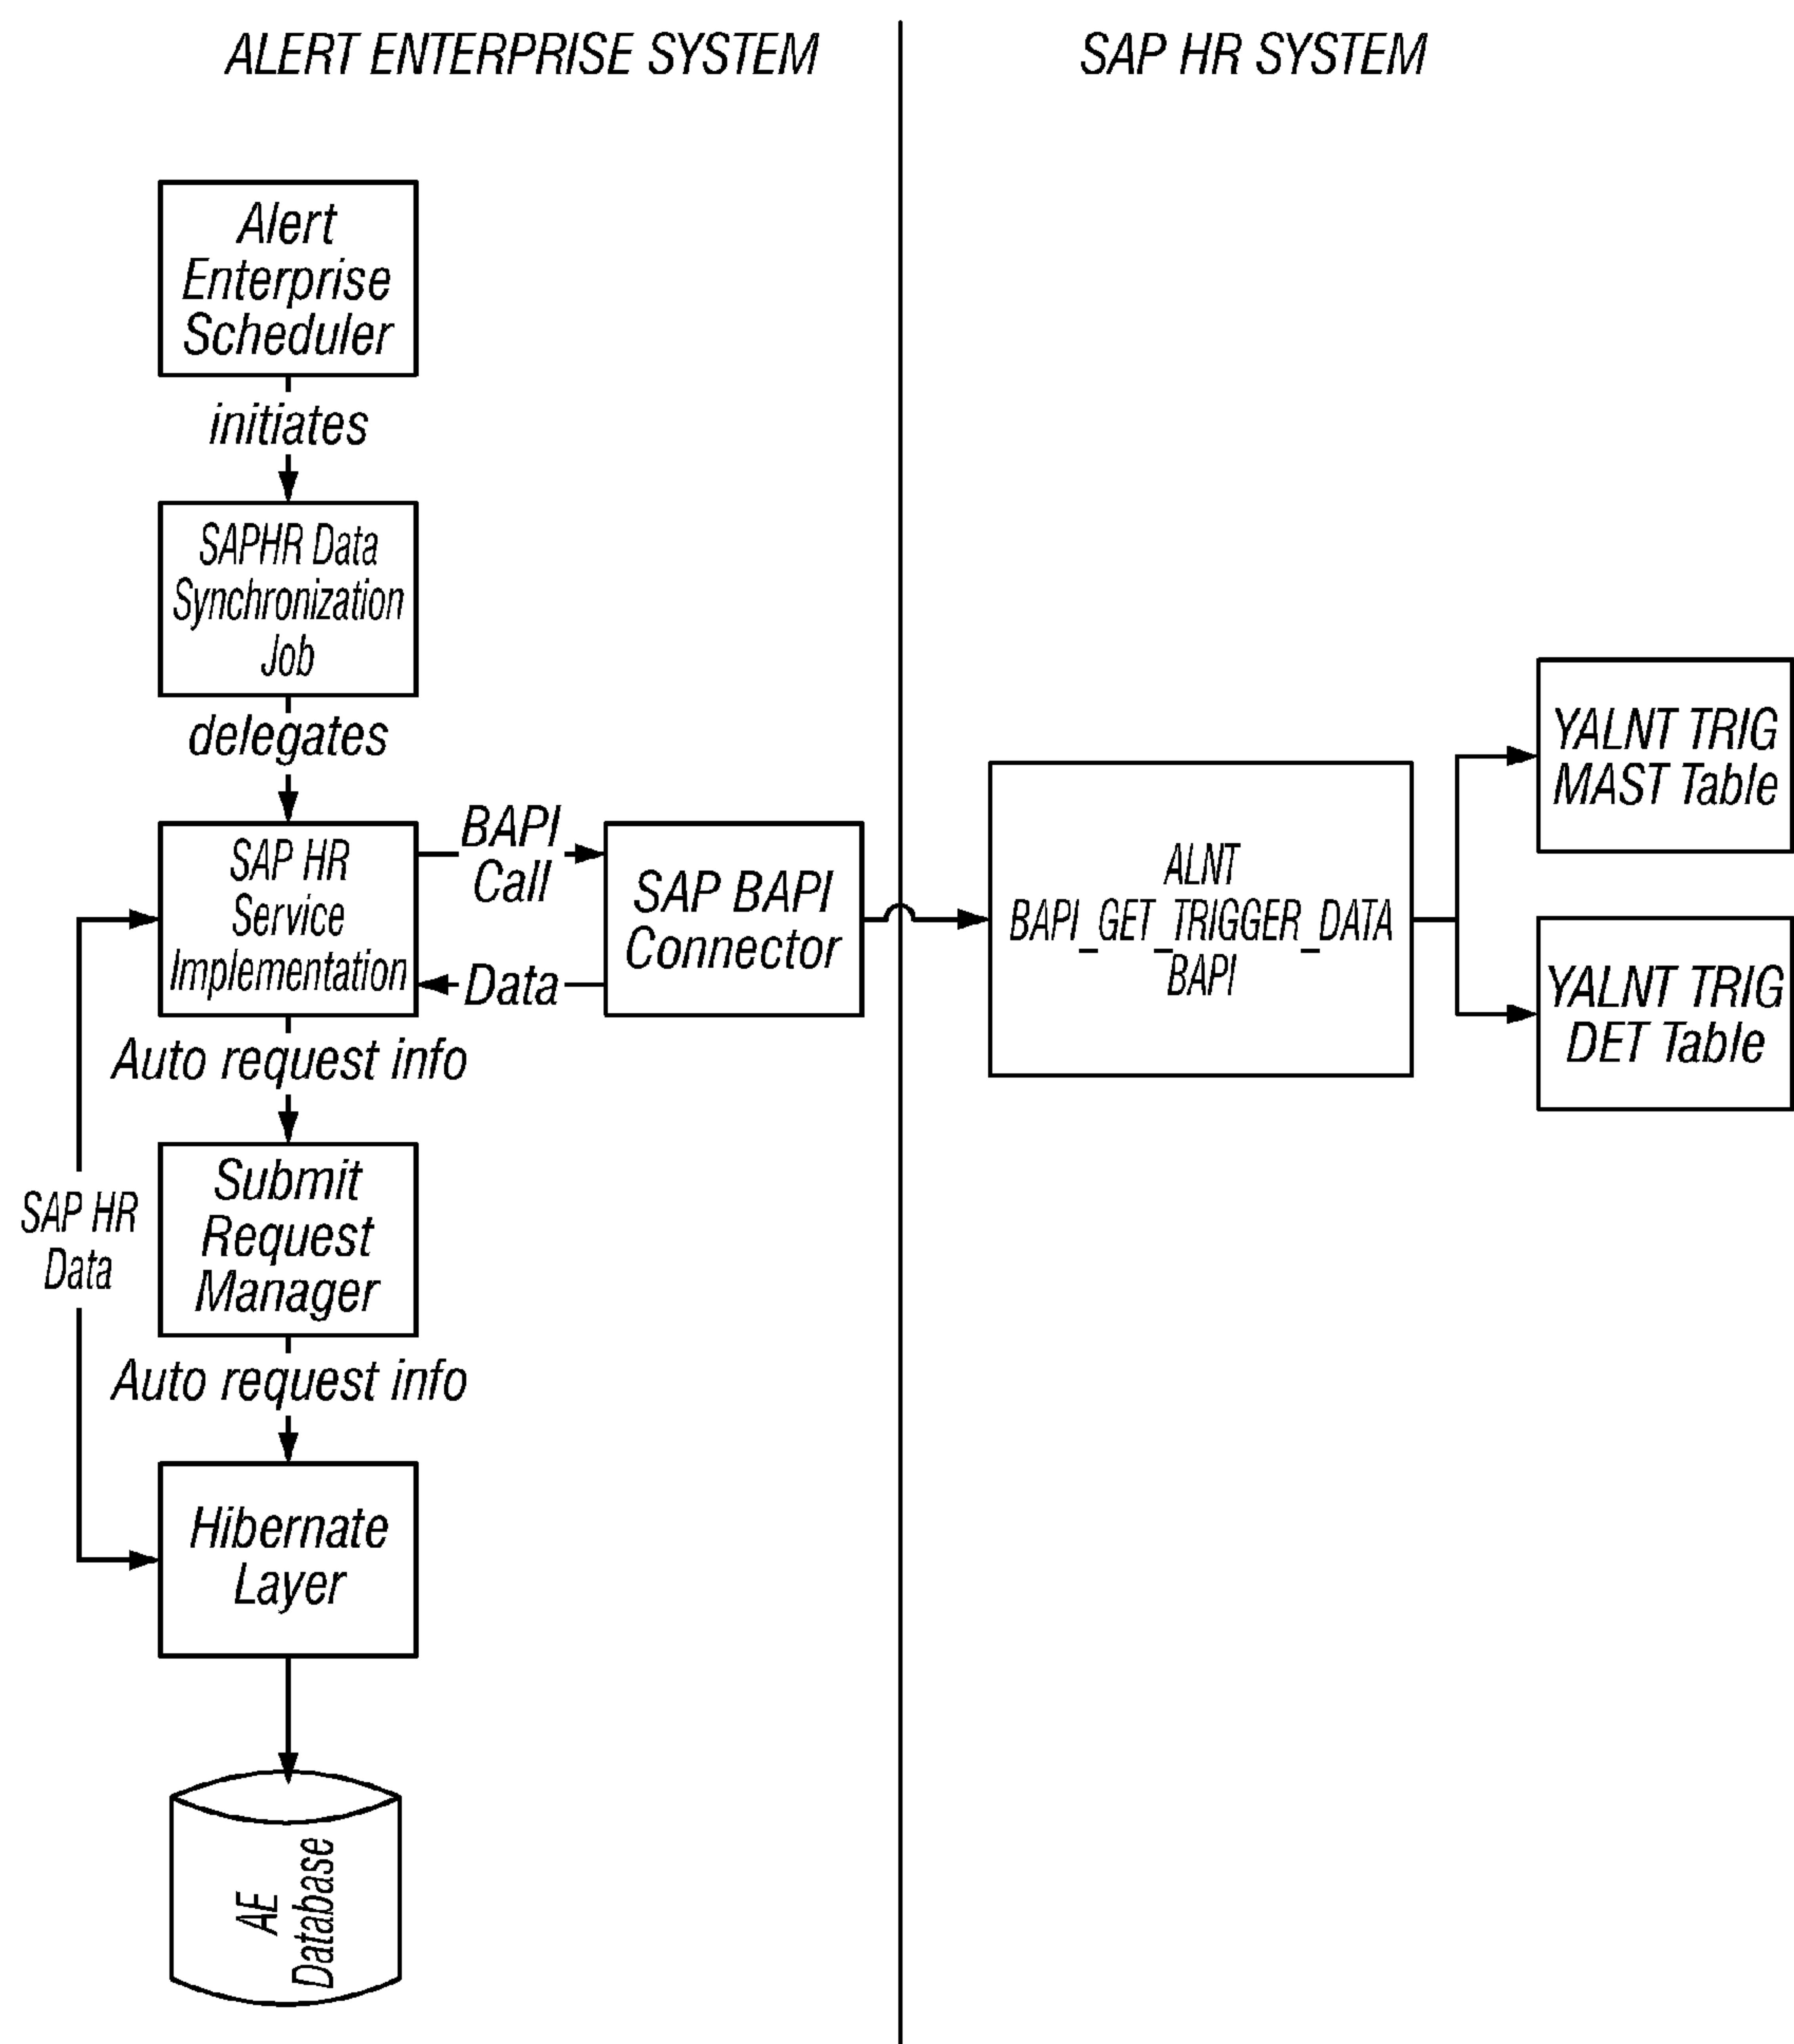 ALERT ENTERPRISE SYSTEM
SAP HR SYSTEM
Alert
Enterprise
Scheduler
initiates
SAPHR Data
Synchronization
Job
delegates
SAP HR
Service
Implementation
BAPI
Call
Data
SAP BAPI
Connector
ALNT
BAPI_GET_TRIGGER_DATA
BAPI
YALNT TRIG
MAST Table
YALNT TRIG
DET Table
Auto request info
Submit
Request
Manager
SAP HR
Data
Auto request info
Hibernate
Layer
AE
Database